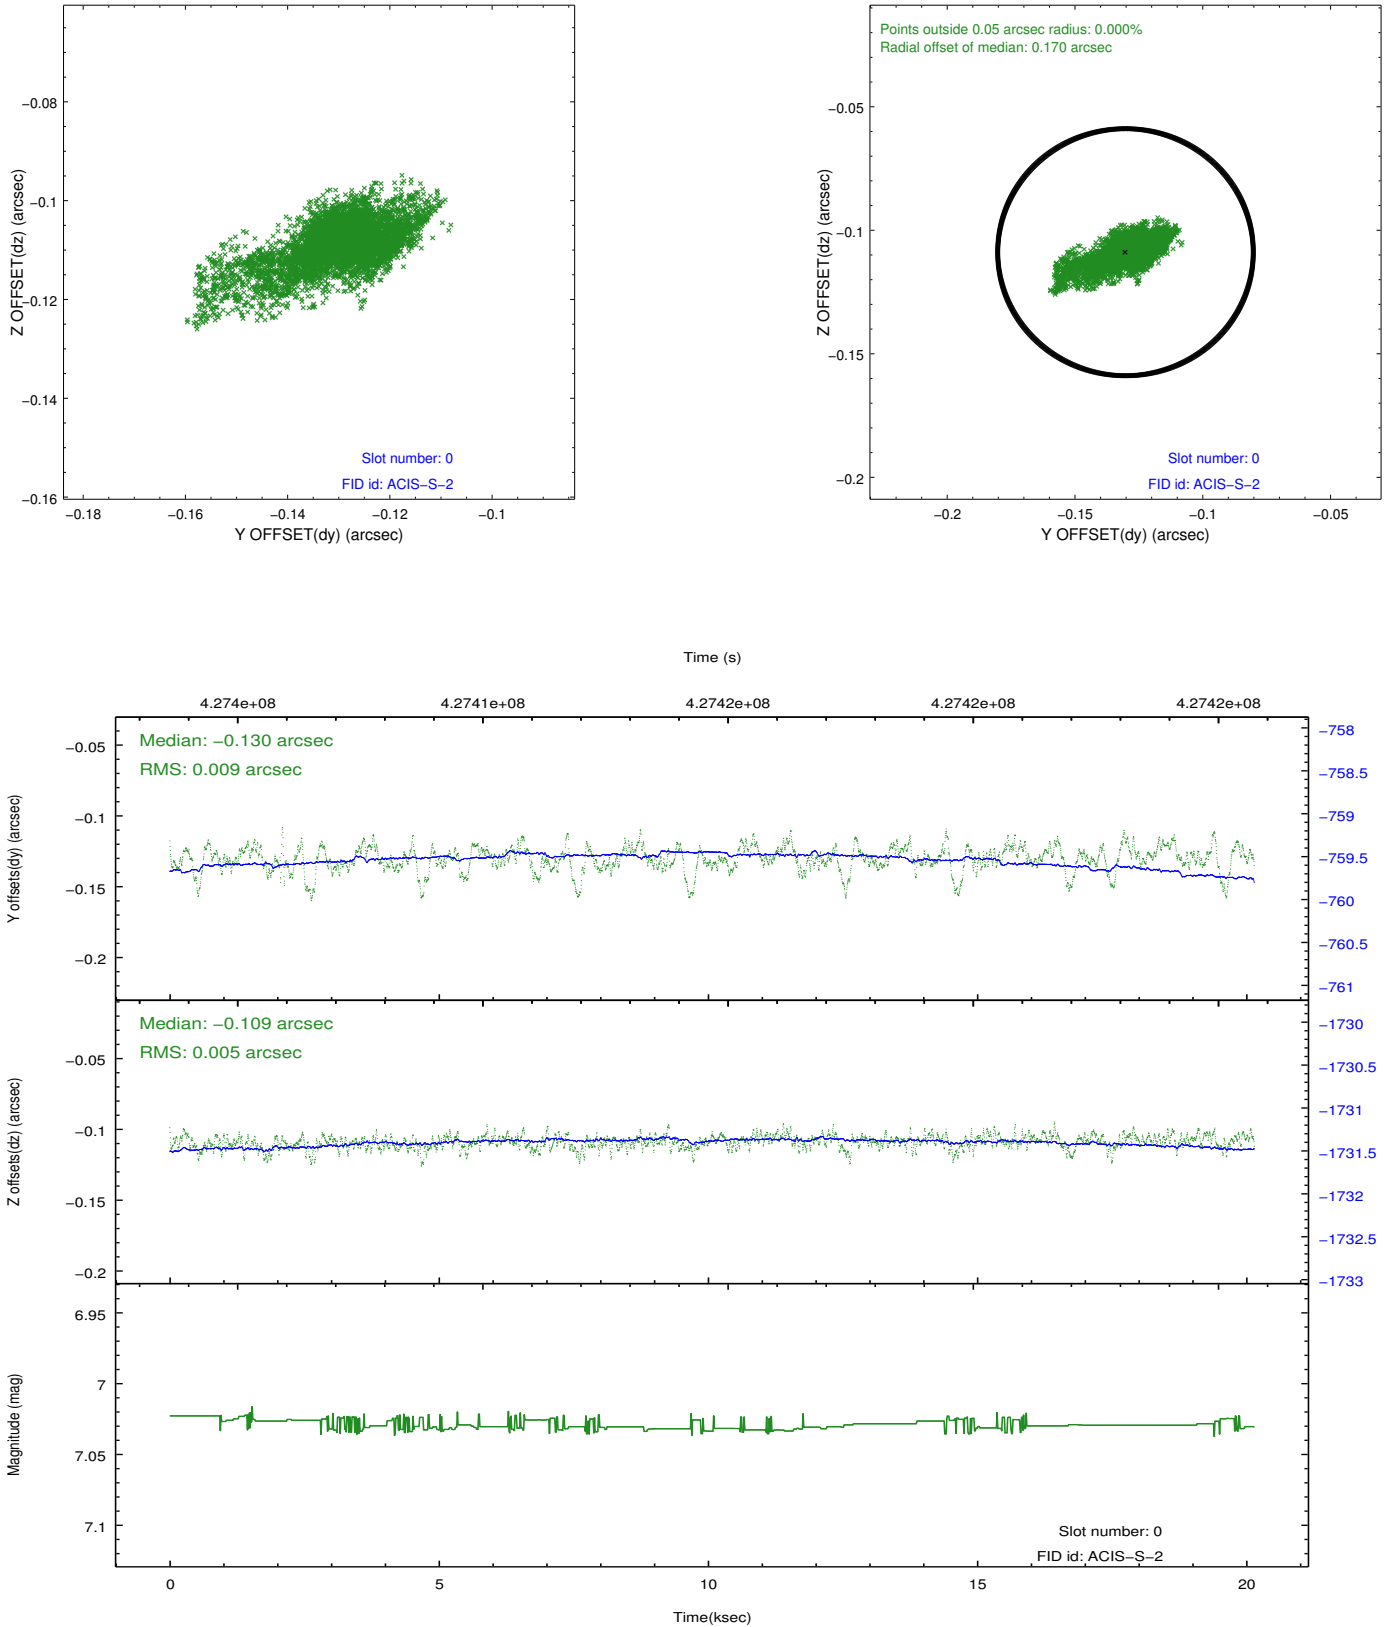 Points outside 0.05 arcsec radius: 0.000%
Radial offset of median: 0.170 arcsec
−0.08
−0.1
−0.12
−0.14
−0.16
Z OFFSET(dz) (arcsec)
Slot number: 0
FID id: ACIS−S−2
−0.18
−0.16
−0.14
−0.12
−0.1
Y OFFSET(dy) (arcsec)
−0.05
−0.1
−0.15
−0.2
Z OFFSET(dz) (arcsec)
Slot number: 0
FID id: ACIS−S−2
−0.2
−0.15
−0.1
−0.05
Y OFFSET(dy) (arcsec)
Time (s)
4.274e+08
4.2741e+08
4.2742e+08
4.2742e+08
4.2742e+08
Median: −0.130 arcsec
RMS: 0.009 arcsec
−0.05
−0.1
−0.15
−0.2
Y offsets(dy) (arcsec)
−758
−758.5
−759
−759.5
−760
−760.5
−761
Median: −0.109 arcsec
RMS: 0.005 arcsec
−0.05
−0.1
−0.15
−0.2
Z offsets(dz) (arcsec)
−1730
−1730.5
−1731
−1731.5
−1732
−1732.5
−1733
6.95
7
7.05
7.1
Magnitude (mag)
Slot number: 0
FID id: ACIS−S−2
0
5
10
15
20
Time(ksec)